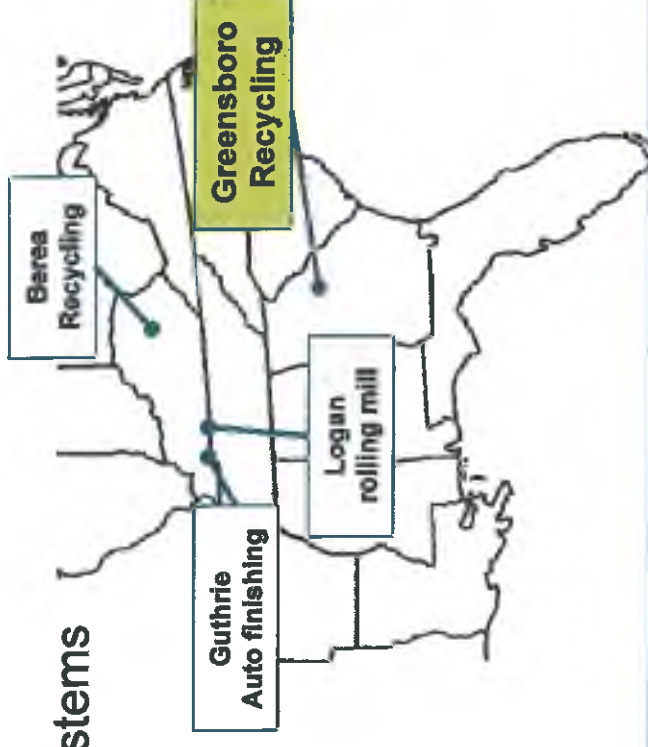 stems
Berea
Recycling
Greensboro
Recycling
Guthrie
Auto finishing
Logan
rolling mill